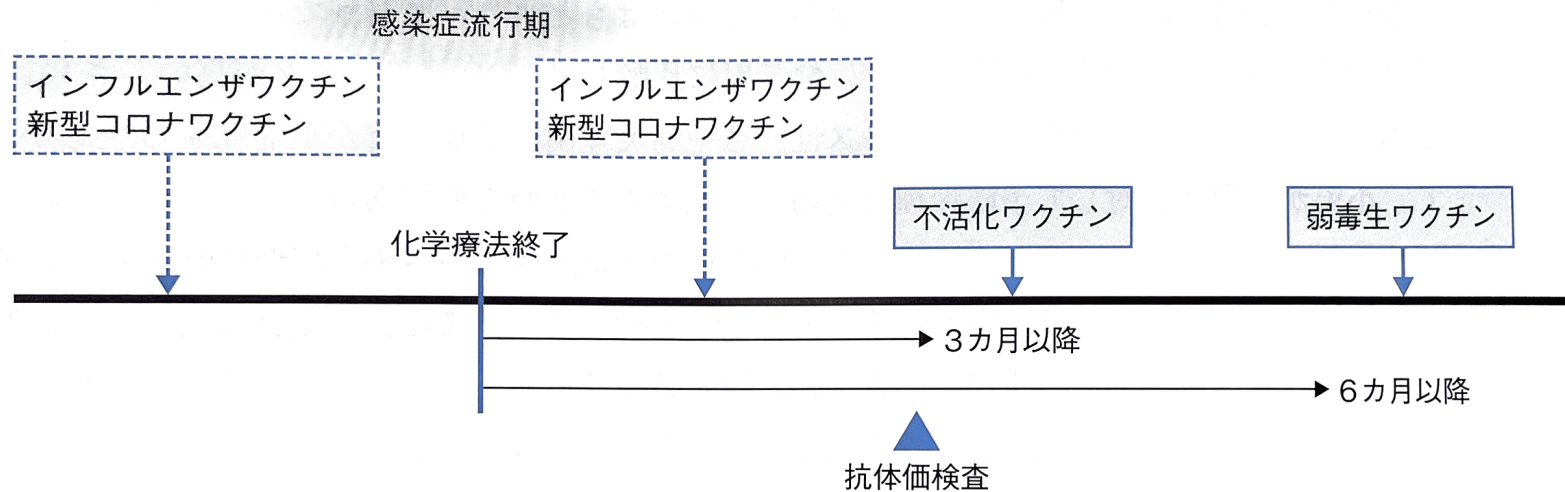 感染症流行期
インフルエンザワクチン
新型コロナワクチン
インフルエンザワクチン
新型コロナワクチン
不活化ワクチン
弱毒生ワクチン
化学療法終了
3カ月以降
6カ月以降
抗体価検査